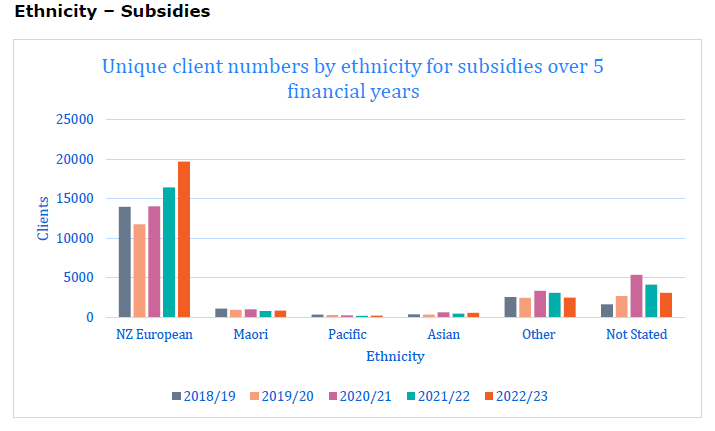 Ethnicity – Subsidies
Unique client numbers by ethnicity for subsidies over 5
financial years
25000
20000
15000
10000
5000
0
Clients
NZ European Maori Pacific Asian Other Not Stated
Ethnicity
2018/19 2019/20 2020/21 2021/22 2022/23